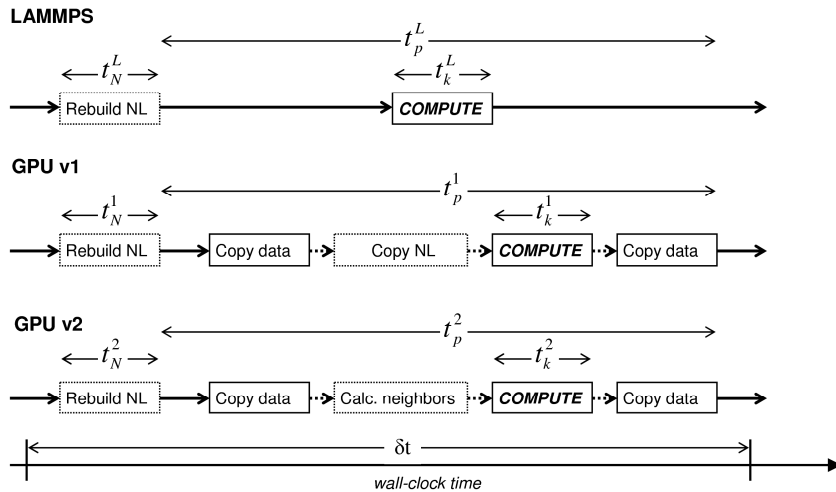 LAMMPS
t_p^L
t_N^L t_k^L
Rebuild NL COMPUTE
GPU v1
t_p^1
t_N^1 t_k^1
Rebuild NL Copy data Copy NL COMPUTE Copy data
GPU v2
t_p^2
t_N^2 t_k^2
Rebuild NL Copy data Calc. neighbors COMPUTE Copy data
δt
wall-clock time